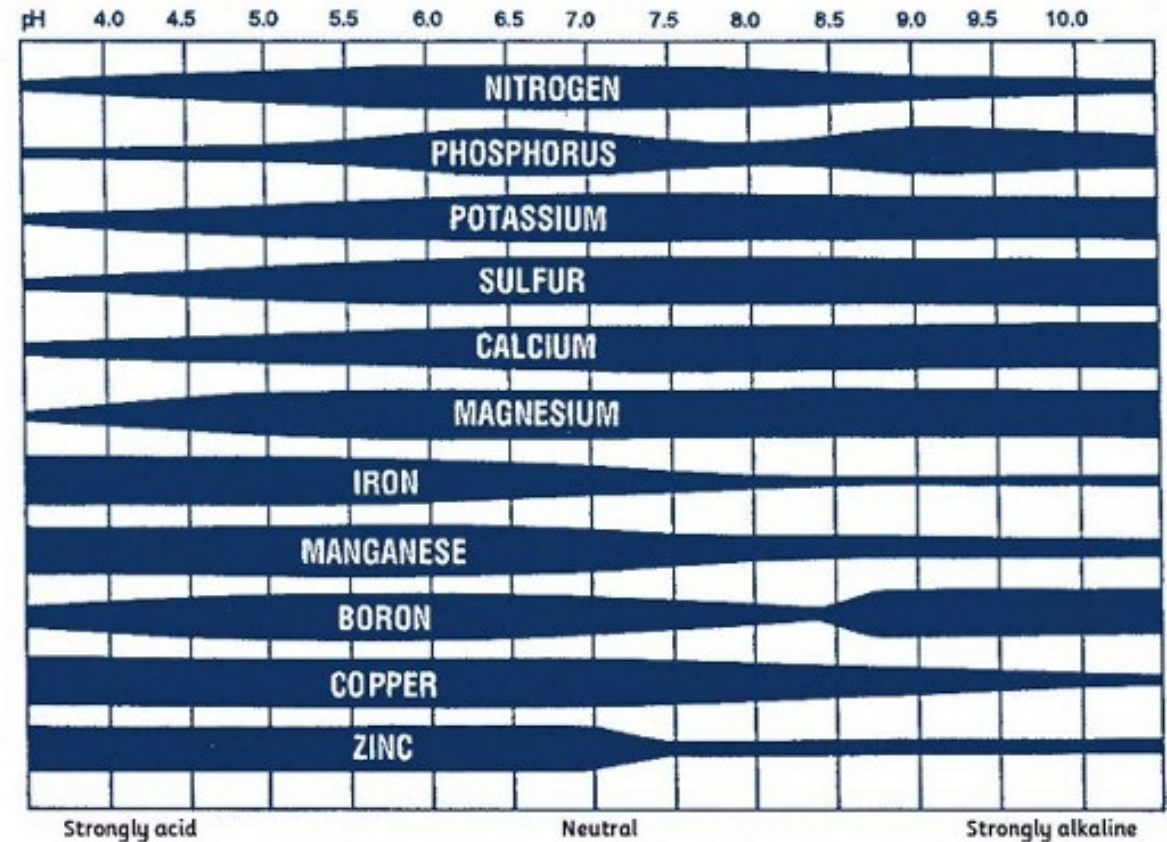 pH 4.0 4.5 5.0 5.5 6.0 6.5 7.0 7.5 8.0 8.5 9.0 9.5 10.0
NITROGEN
PHOSPHORUS
POTASSIUM
SULFUR
CALCIUM
MAGNESIUM
IRON
MANGANESE
BORON
COPPER
ZINC
Strongly acid Neutral Strongly alkaline